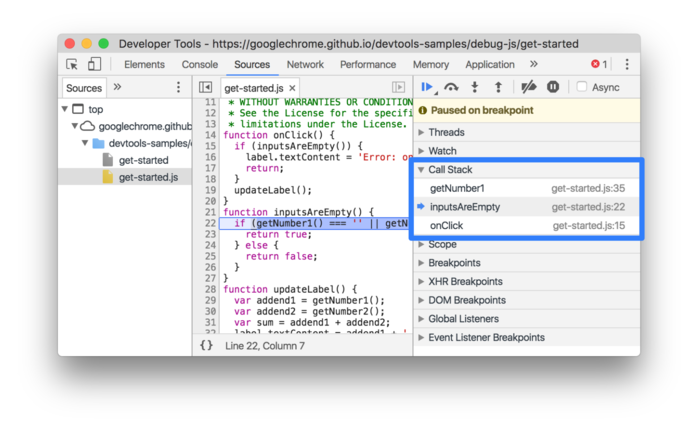 Developer Tools - https://googlechrome.github.io/devtools-samples/debug-js/get-started
Elements Console Sources Network Performance Memory Application » 1
Sources »
get-started.js ×
Async
top
googlechrome.github
devtools-samples/
get-started
get-started.js
11 * WITHOUT WARRANTIES OR CONDITION
12 * See the License for the specifi
13 * limitations under the License.
14 function onClick() {
15 if (inputsAreEmpty()) {
16 label.textContent = 'Error: on
17 return;
18 }
19 updateLabel();
20 }
21 function inputsAreEmpty() {
22 if (getNumber1() === '' || getN
23 return true;
24 } else {
25 return false;
26 }
27 }
28 function updateLabel() {
29 var addend1 = getNumber1();
30 var addend2 = getNumber2();
31 var sum = addend1 + addend2;
32 label.textContent = addend1 + '
{} Line 22, Column 7
Paused on breakpoint
Threads
Watch
Call Stack
getNumber1 get-started.js:35
inputsAreEmpty get-started.js:22
onClick get-started.js:15
Scope
Breakpoints
XHR Breakpoints
DOM Breakpoints
Global Listeners
Event Listener Breakpoints